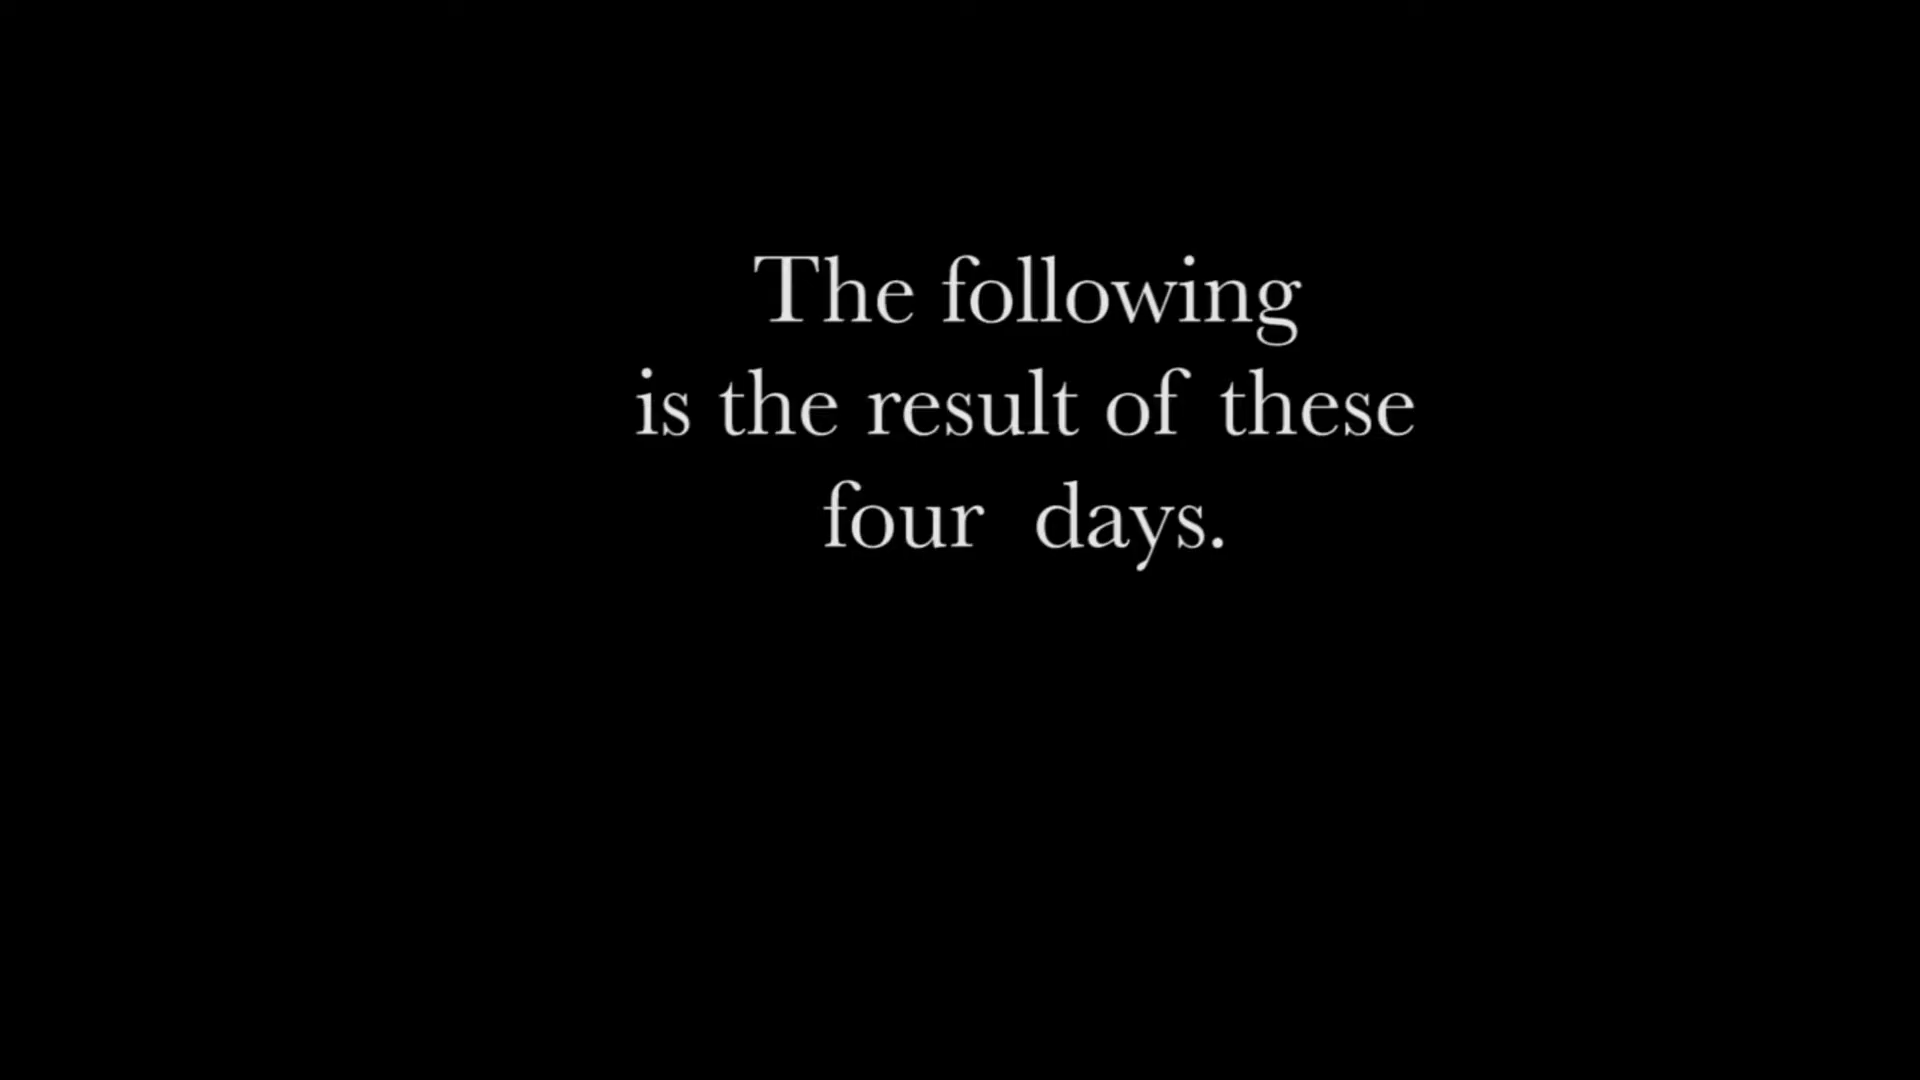 The following
is the result of these
four days.